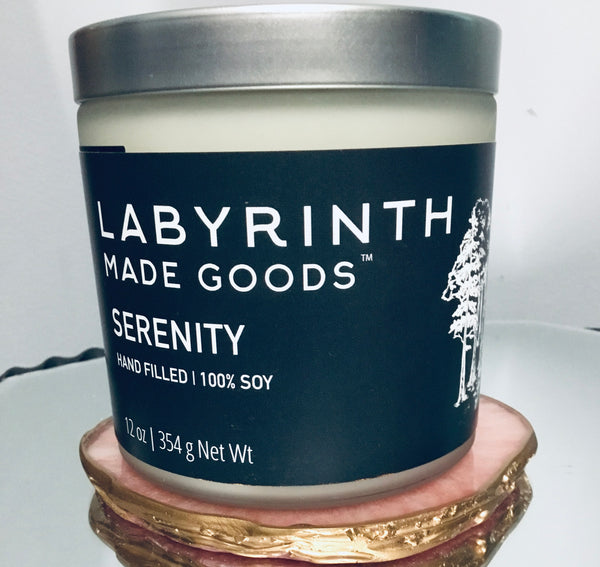 LABYRINTH
MADE GOODS™
SERENITY
HAND FILLED | 100% SOY
12 oz | 354 g Net Wt